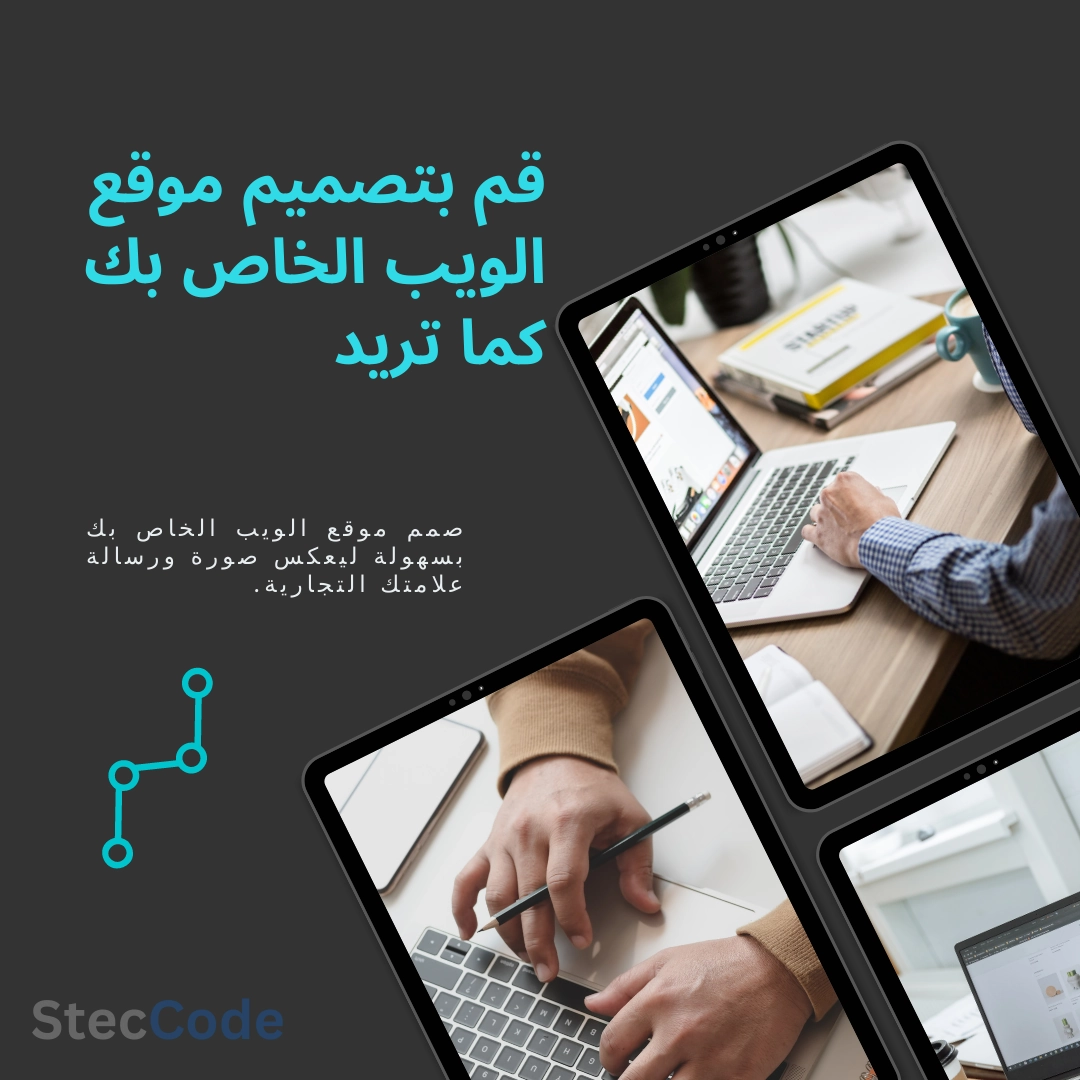 قم بتصميم موقع
الويب الخاص بك
كما تريد
STARTUP
صمم موقع الويب الخاص بك
بسهولة ليعكس صورة ورسالة
علامتك التجارية.
StecCode